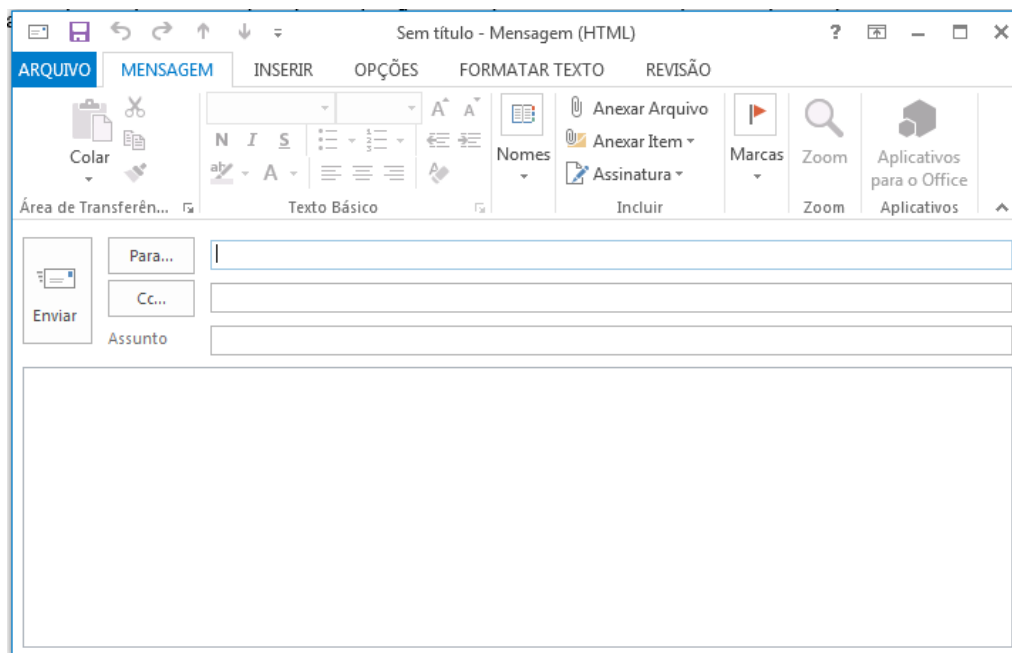 Sem título - Mensagem (HTML) ?
ARQUIVO MENSAGEM INSERIR OPÇÕES FORMATAR TEXTO REVISÃO
Colar
N I S
A A
aby A
Nomes
Anexar Arquivo
Anexar Item
Assinatura
Marcas
Zoom
Aplicativos
para o Office
Área de Transferên... Texto Básico Incluir Zoom Aplicativos
Enviar
Para...
Cc...
Assunto